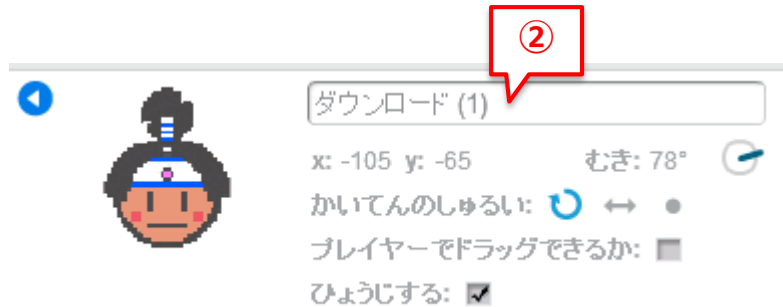 ②
ダウンロード (1)
x: -105 y: -65 むき: 78°
かいてんのしゅるい:
プレイヤーでドラッグできるか:
ひょうじする: